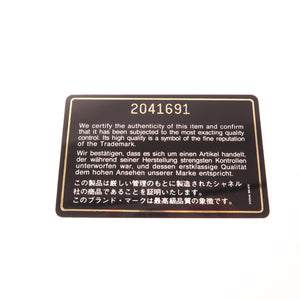 2041691
We certify the authenticity of this item and confirm
that it has been subjected to the most exacting quality
control. Its high quality is a symbol of the fine reputation
of the Trademark.
Wir bestätigen, dass es sich um einen Artikel handelt,
der während seiner Herstellung strengsten Kontrollen
unterworfen war, und dessen erstklassige Qualität
dem hohen Ansehen unserer Marke entspricht.
この製品は厳しい管理のもとに製造されたシャネル
社の商品であることを証明いたします。
このブランド・マークは最高級品質の象徴です。